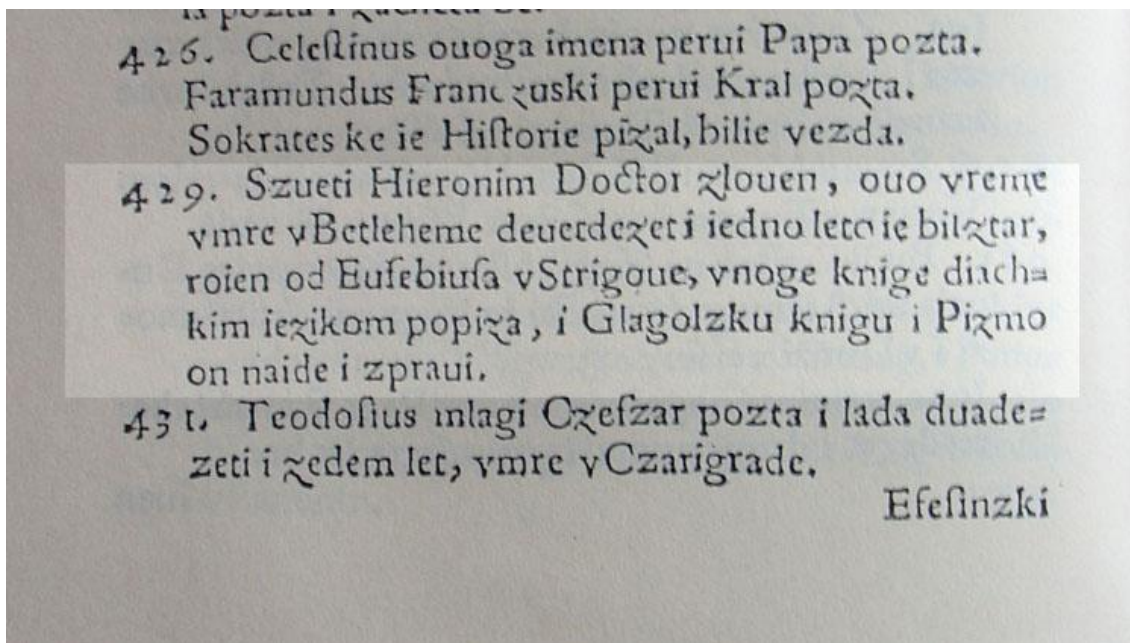 426. Celeſtinus ouoga imena perui Papa pozta.
Faramundus Franczuski perui Kral pozta.
Sokrates ke ie Hiſtorie pizal, bilie vezda.
429. Szueti Hieronim Doctor zlouen, ouo vreme
vmre vBetleheme deuetdezeti iedno leto ie bil ztar,
roien od Euſebiuſa vStrigoue, vnoge knige diach=
kim iezikom popiza, i Glagolzku knigu i Pizmo
on naide i zpraui.
431. Teodoſius mlagi Czeſzar pozta i lada duade=
zeti i zedem let, vmre vCzarigrade.
Efeſinzki